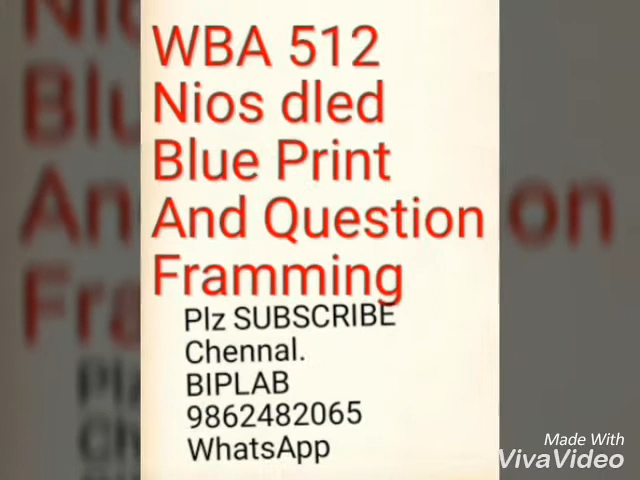 WBA 512
Nios dled
Blue Print
And Question
Framming
Plz SUBSCRIBE
Chennal.
BIPLAB
9862482065
WhatsApp
Made With
VivaVideo